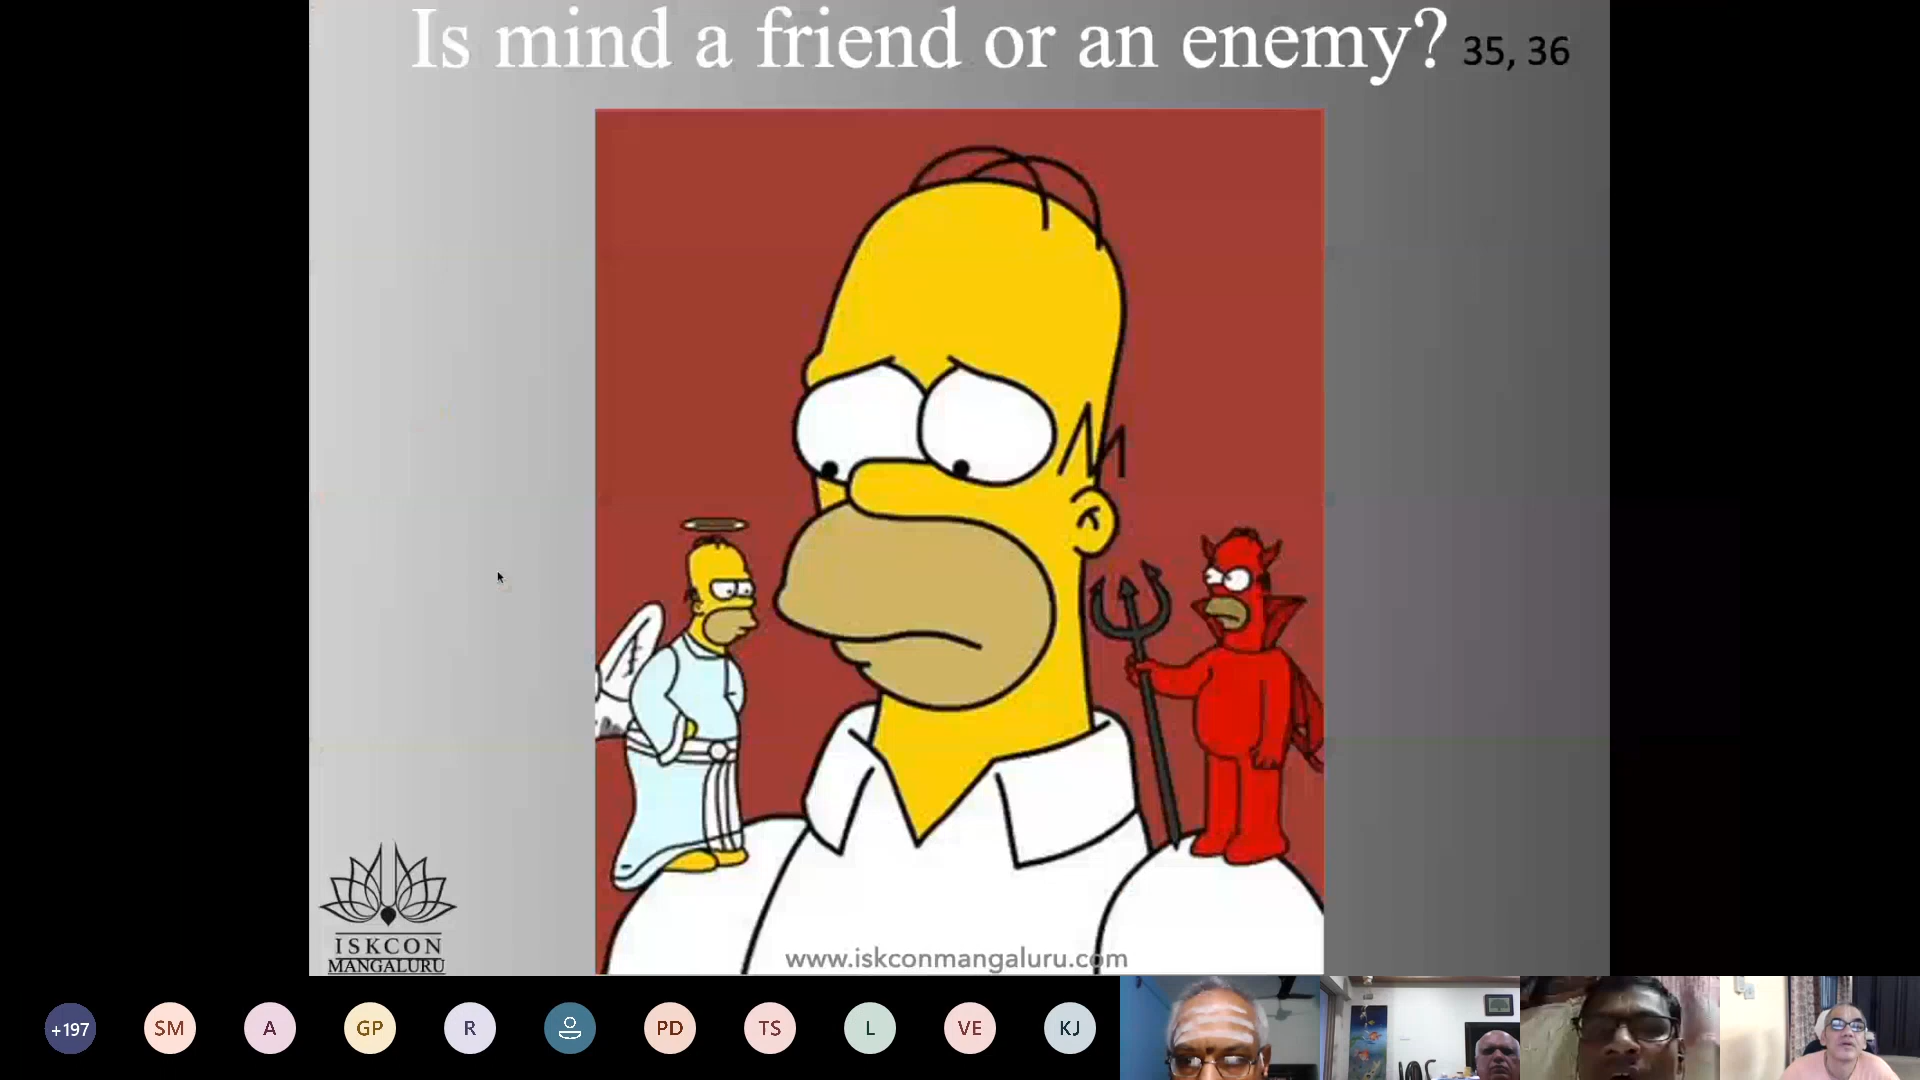 Is mind a friend or an enemy? 35, 36
ISKCON
MANGALURU
www.iskconmangaluru.com
+197
SM
A
GP
R
PD
TS
L
VE
KJ